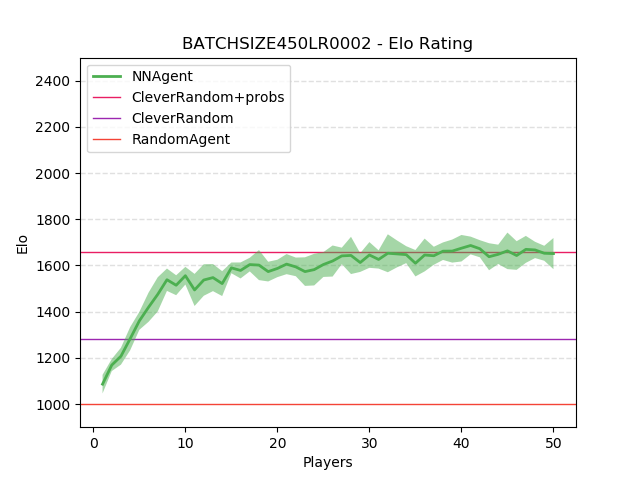 BATCHSIZE450LR0002 - Elo Rating
NNAgent
CleverRandom+probs
CleverRandom
RandomAgent
Elo
2400
2200
2000
1800
1600
1400
1200
1000
0 10 20 30 40 50
Players